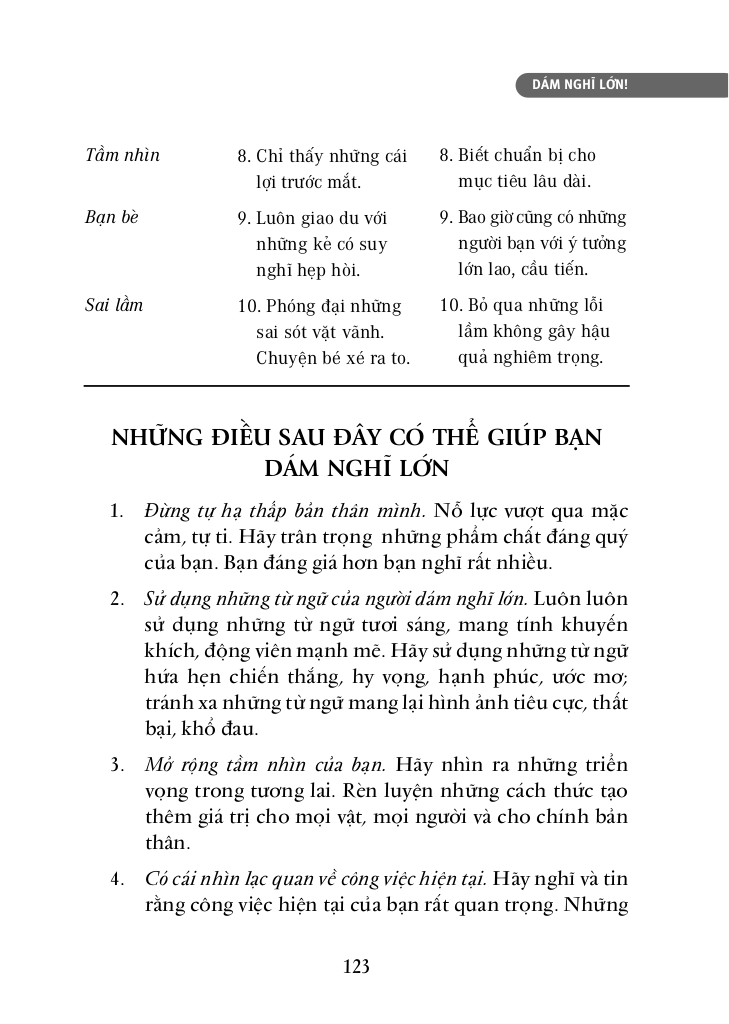 DÁM NGHĨ LỚN!
Tầm nhìn
8. Chỉ thấy những cái
lợi trước mắt.
8. Biết chuẩn bị cho
mục tiêu lâu dài.
Bạn bè
9. Luôn giao du với
những kẻ có suy
nghĩ hẹp hòi.
9. Bao giờ cũng có những
người bạn với ý tưởng
lớn lao, cầu tiến.
Sai lầm
10. Phóng đại những
sai sót vặt vãnh.
Chuyện bé xé ra to.
10. Bỏ qua những lỗi
lầm không gây hậu
quả nghiêm trọng.
NHỮNG ĐIỀU SAU ĐÂY CÓ THỂ GIÚP BẠN
DÁM NGHĨ LỚN
1. Đừng tự hạ thấp bản thân mình. Nỗ lực vượt qua mặc
cảm, tự ti. Hãy trân trọng những phẩm chất đáng quý
của bạn. Bạn đáng giá hơn bạn nghĩ rất nhiều.
2. Sử dụng những từ ngữ của người dám nghĩ lớn. Luôn luôn
sử dụng những từ ngữ tươi sáng, mang tính khuyến
khích, động viên mạnh mẽ. Hãy sử dụng những từ ngữ
hứa hẹn chiến thắng, hy vọng, hạnh phúc, ước mơ;
tránh xa những từ ngữ mang lại hình ảnh tiêu cực, thất
bại, khổ đau.
3. Mở rộng tầm nhìn của bạn. Hãy nhìn ra những triển
vọng trong tương lai. Rèn luyện những cách thức tạo
thêm giá trị cho mọi vật, mọi người và cho chính bản
thân.
4. Có cái nhìn lạc quan về công việc hiện tại. Hãy nghĩ và tin
rằng công việc hiện tại của bạn rất quan trọng. Những
123